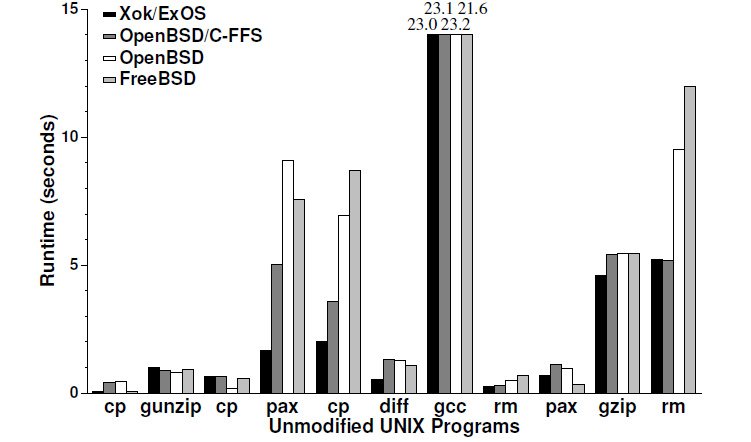 23.1 21.6
23.0 23.2
15
Xok/ExOS
OpenBSD/C-FFS
OpenBSD
FreeBSD
10
5
0
Runtime (seconds)
cp gunzip cp pax cp diff gcc rm pax gzip rm
Unmodified UNIX Programs